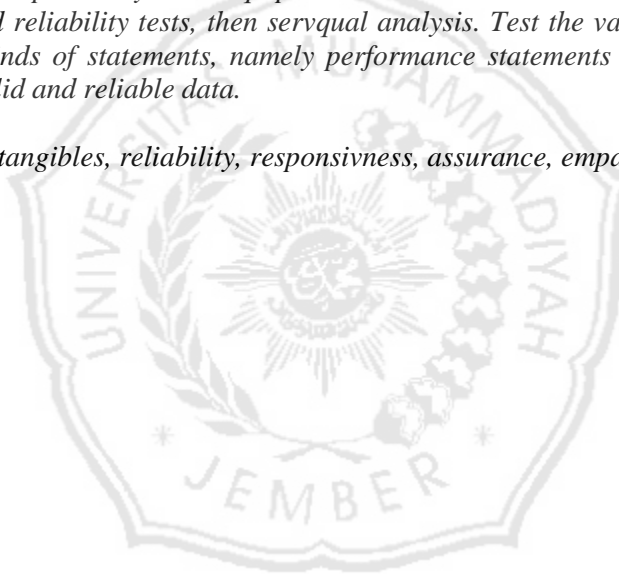 d reliability tests, then servqual analysis. Test the va
nds of statements, namely performance statements
lid and reliable data.
tangibles, reliability, responsivness, assurance, empa
UNIVERSITAS MUHAMMADIYAH
JEMBER